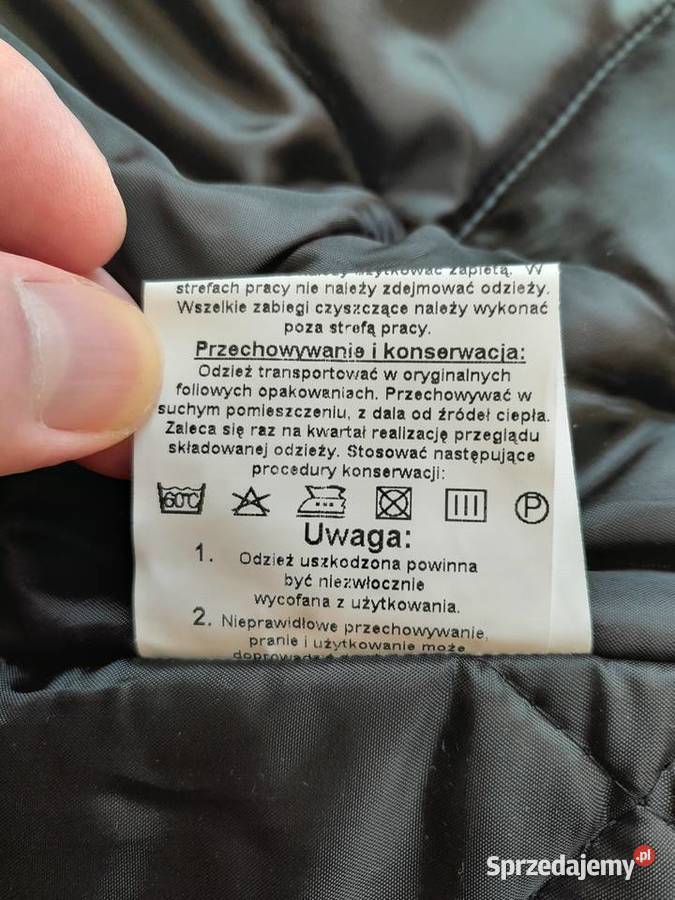 użytkować zapiętą. W
strefach pracy nie należy zdejmować odzieży.
Wszelkie zabiegi czyszczące należy wykonać
poza strefą pracy.
Przechowywanie i konserwacja:
Odzież transportować w oryginalnych
foliowych opakowaniach. Przechowywać w
suchym pomieszczeniu, z dala od źródeł ciepła.
Zaleca się raz na kwartał realizację przeglądu
składowanej odzieży. Stosować następujące
procedury konserwacji:
60°C P
Uwaga:
1. Odzież uszkodzona powinna
być niezwłocznie
wycofana z użytkowania.
2. Nieprawidłowe przechowywanie,
pranie i użytkowanie może
Sprzedajemy.pl